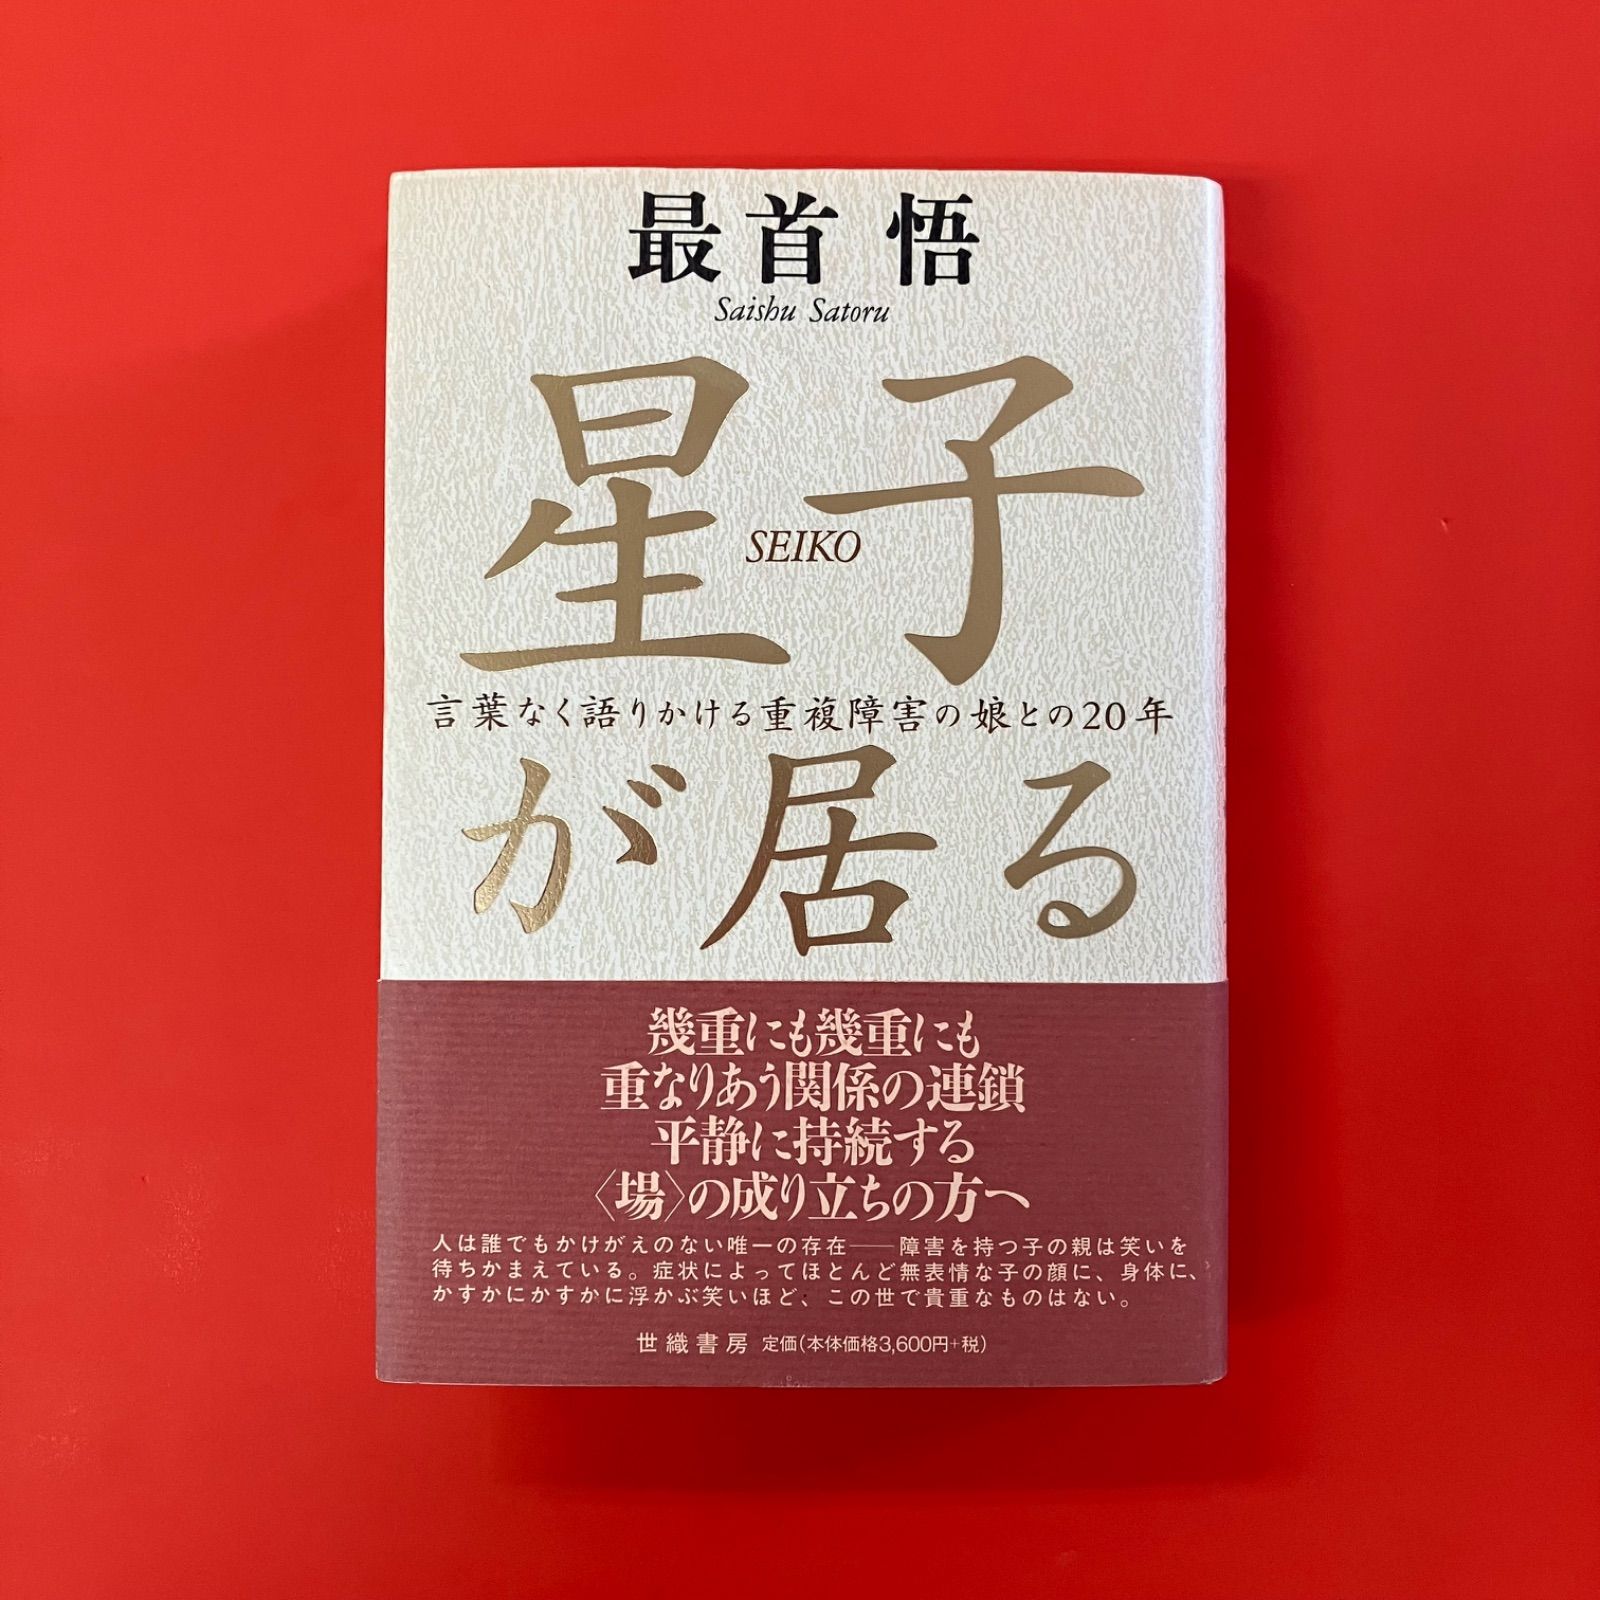 最首 悟
Saishu Satoru
星子
SEIKO
言葉なく語りかける重複障害の娘との20年
が居る
幾重にも幾重にも
重なりあう関係の連鎖
平静に持続する
〈場〉の成り立ちの方へ
人は誰でもかけがえのない唯一の存在――障害を持つ子の親は笑いを
待ちかまえている。症状によってほとんど無表情な子の顔に、身体に、
かすかにかすかに浮かぶ笑いほど、この世で貴重なものはない。
世織書房 定価(本体価格3,600円+税)